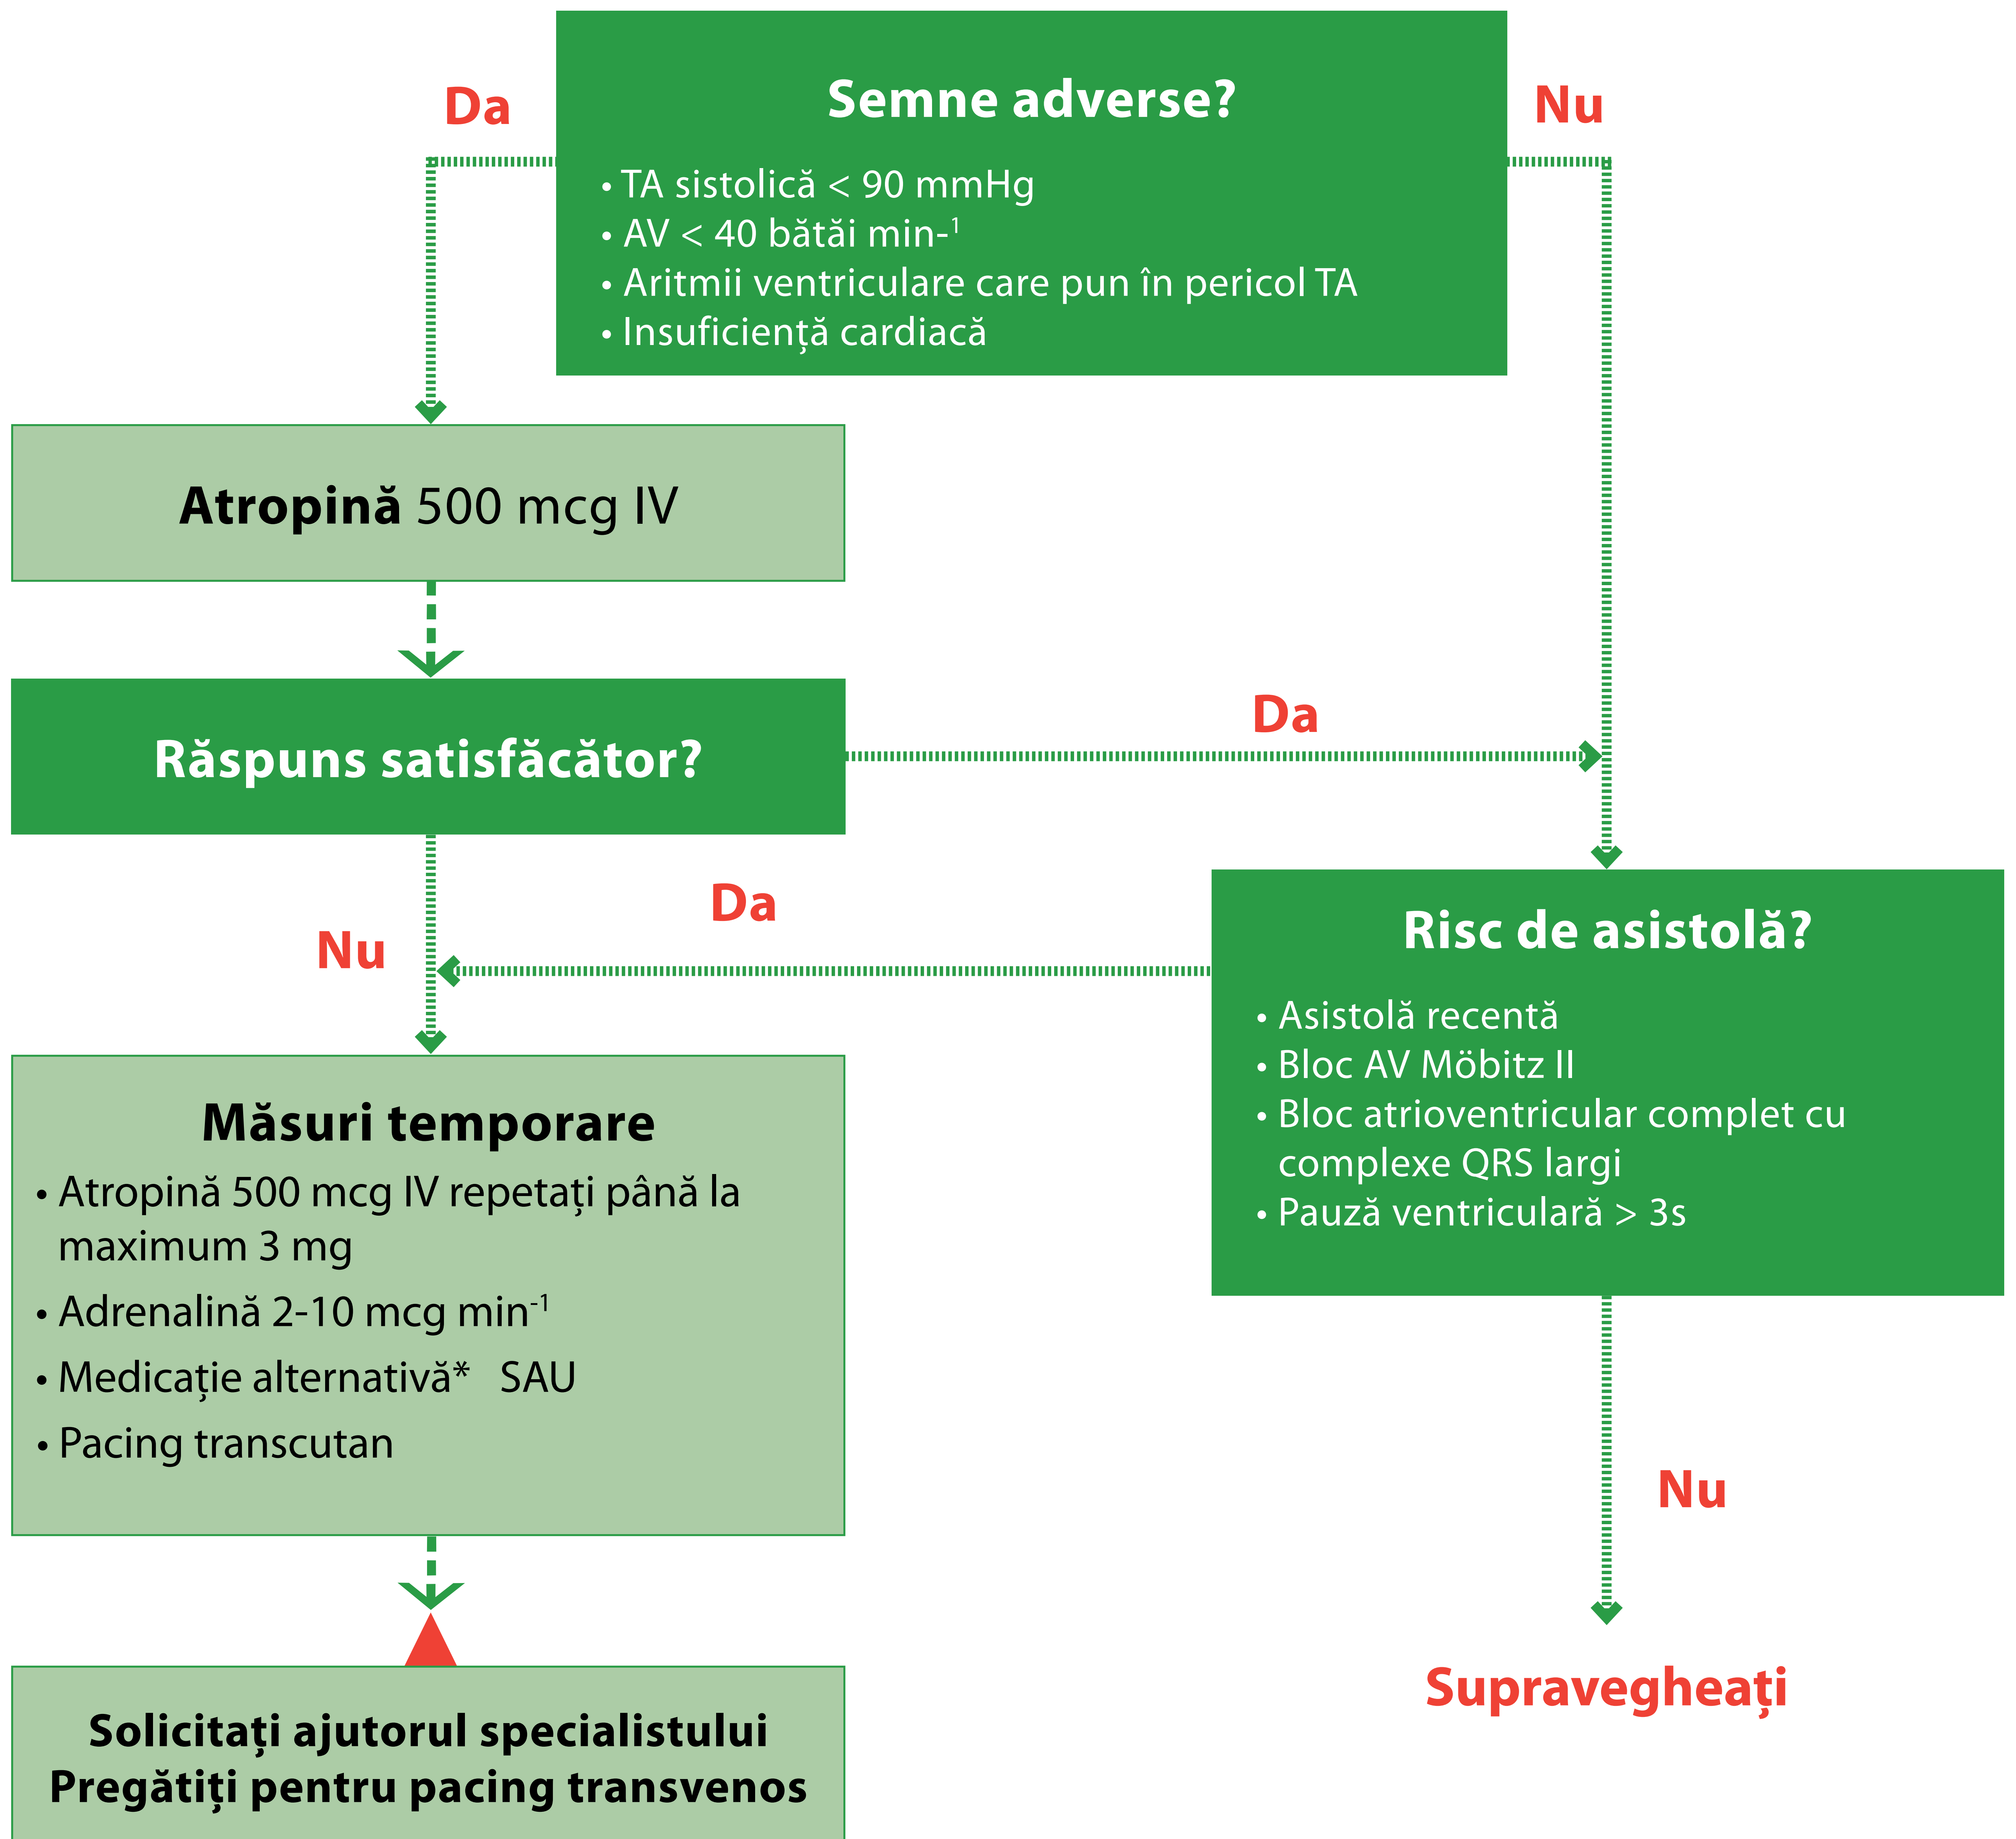 Semne adverse?
Da
Nu
• TA sistolică < 90 mmHg
• AV < 40 bătăi min-¹
• Aritmii ventriculare care pun în pericol TA
• Insuficiență cardiacă
Atropină 500 mcg IV
Răspuns satisfăcător?
Da
Da
Nu
Risc de asistolă?
• Asistolă recentă
• Bloc AV Möbitz II
• Bloc atrioventricular complet cu
complexe QRS largi
• Pauză ventriculară > 3s
Măsuri temporare
• Atropină 500 mcg IV repetați până la
maximum 3 mg
• Adrenalină 2-10 mcg min⁻¹
• Medicație alternativă* SAU
• Pacing transcutan
Nu
Supravegheați
Solicitați ajutorul specialistului
Pregătiți pentru pacing transvenos